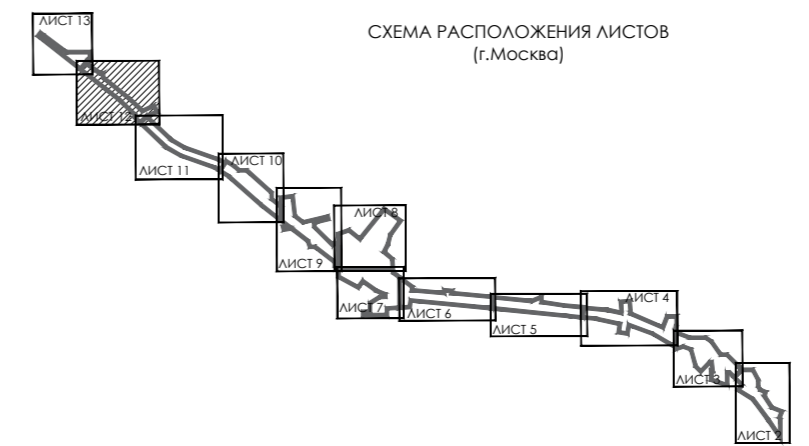 ЛИСТ 13
СХЕМА РАСПОЛОЖЕНИЯ ЛИСТОВ
(г.Москва)
ЛИСТ 12
ЛИСТ 11
ЛИСТ 10
ЛИСТ 9
ЛИСТ 8
ЛИСТ 7
ЛИСТ 6
ЛИСТ 5
ЛИСТ 4
ЛИСТ 3
ЛИСТ 2